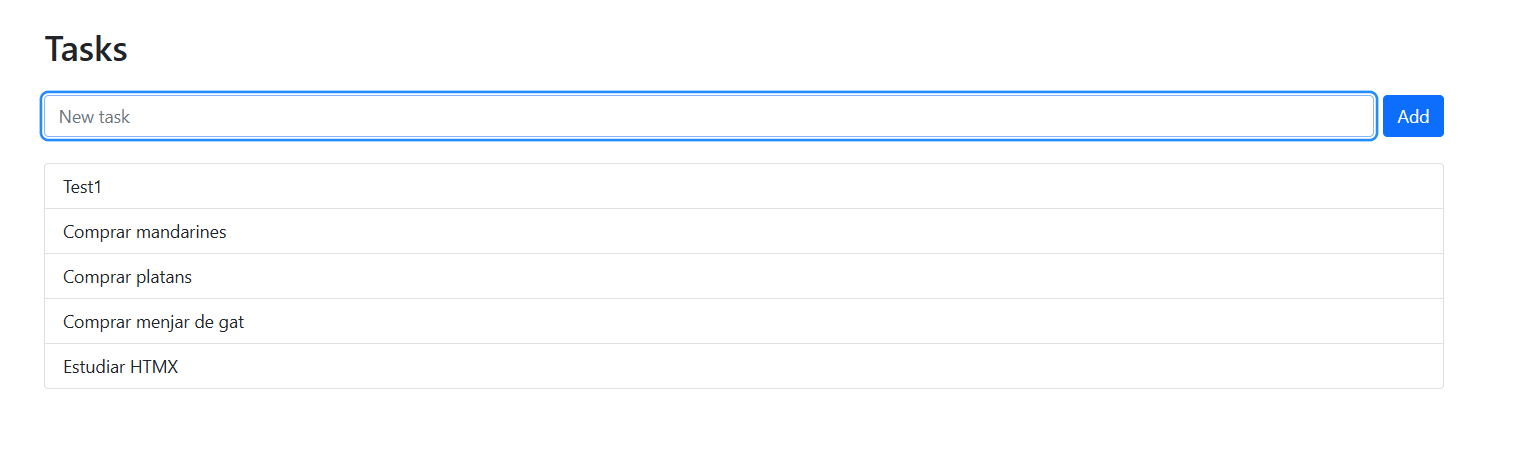 Tasks
New task
Add
Test1
Comprar mandarines
Comprar platans
Comprar menjar de gat
Estudiar HTMX